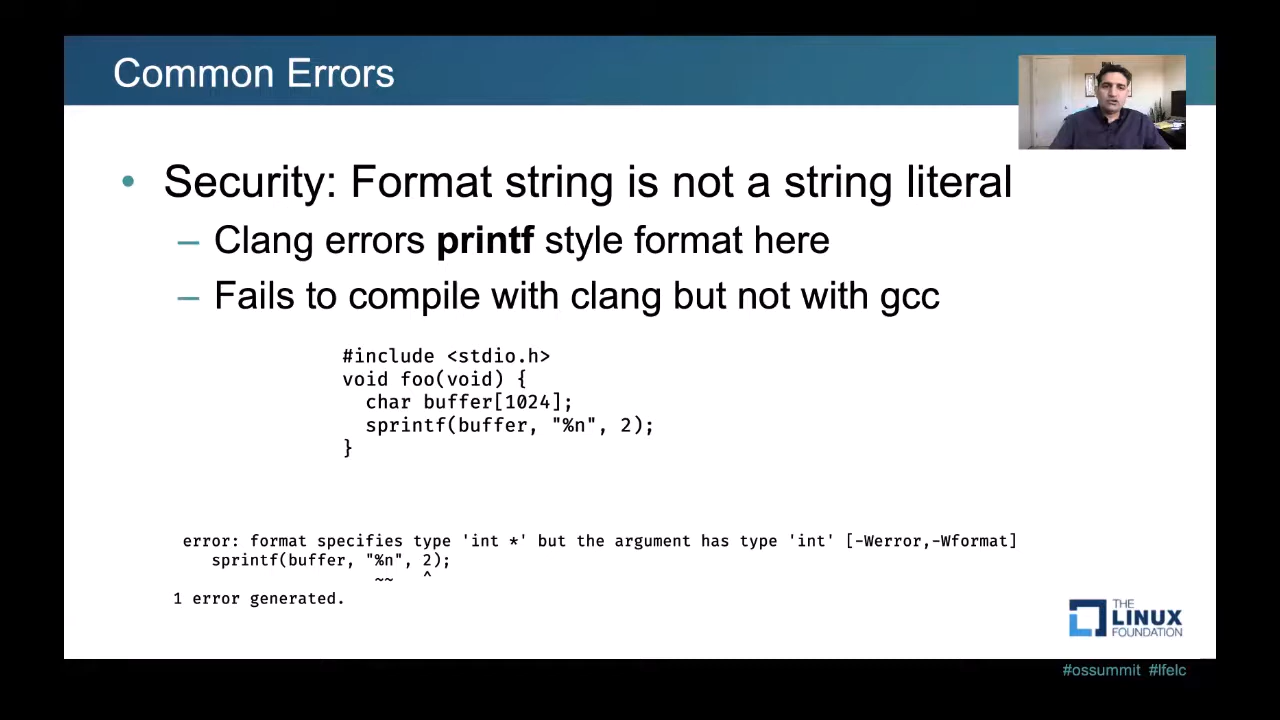 Common Errors
• Security: Format string is not a string literal
– Clang errors printf style format here
– Fails to compile with clang but not with gcc
#include <stdio.h>
void foo(void) {
  char buffer[1024];
  sprintf(buffer, "%n", 2);
}
error: format specifies type 'int *' but the argument has type 'int' [-Werror,-Wformat]
   sprintf(buffer, "%n", 2);
                    ~~   ^
1 error generated.
THE
LINUX
FOUNDATION
#ossummit #lfelc